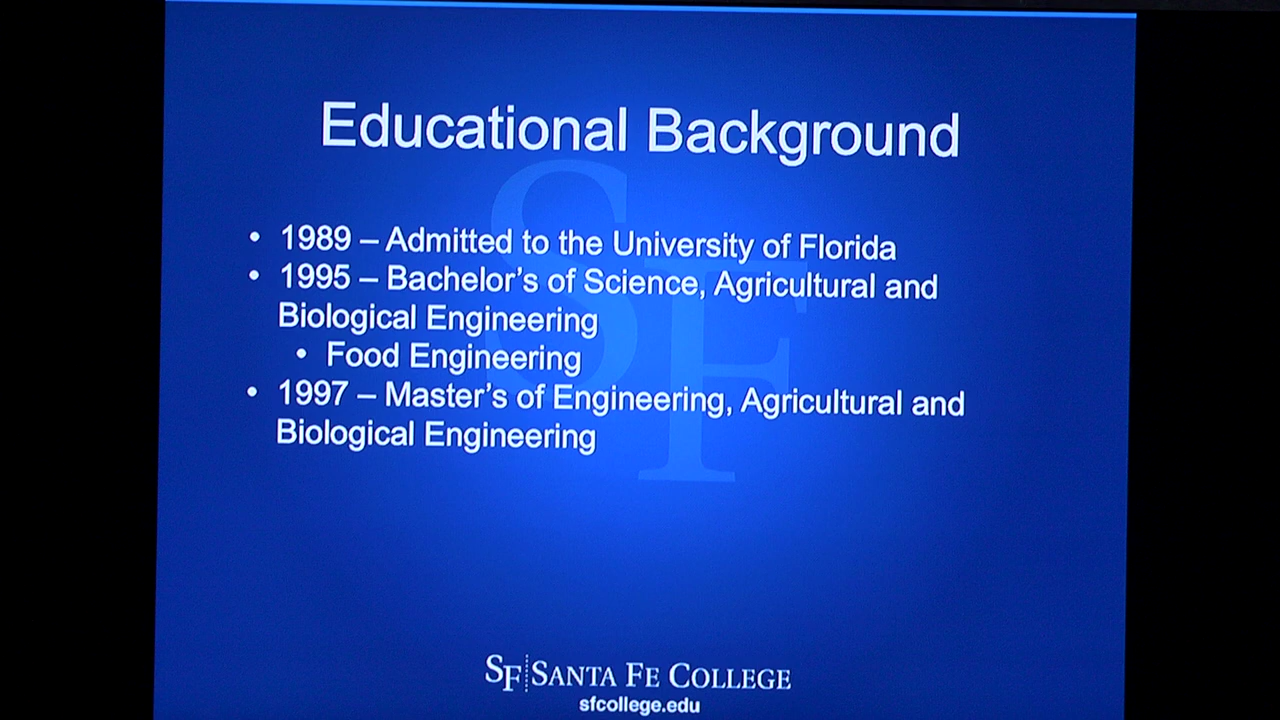 Educational Background
• 1989 – Admitted to the University of Florida
• 1995 – Bachelor's of Science, Agricultural and
Biological Engineering
• Food Engineering
• 1997 – Master's of Engineering, Agricultural and
Biological Engineering
SF SANTA FE COLLEGE
sfcollege.edu